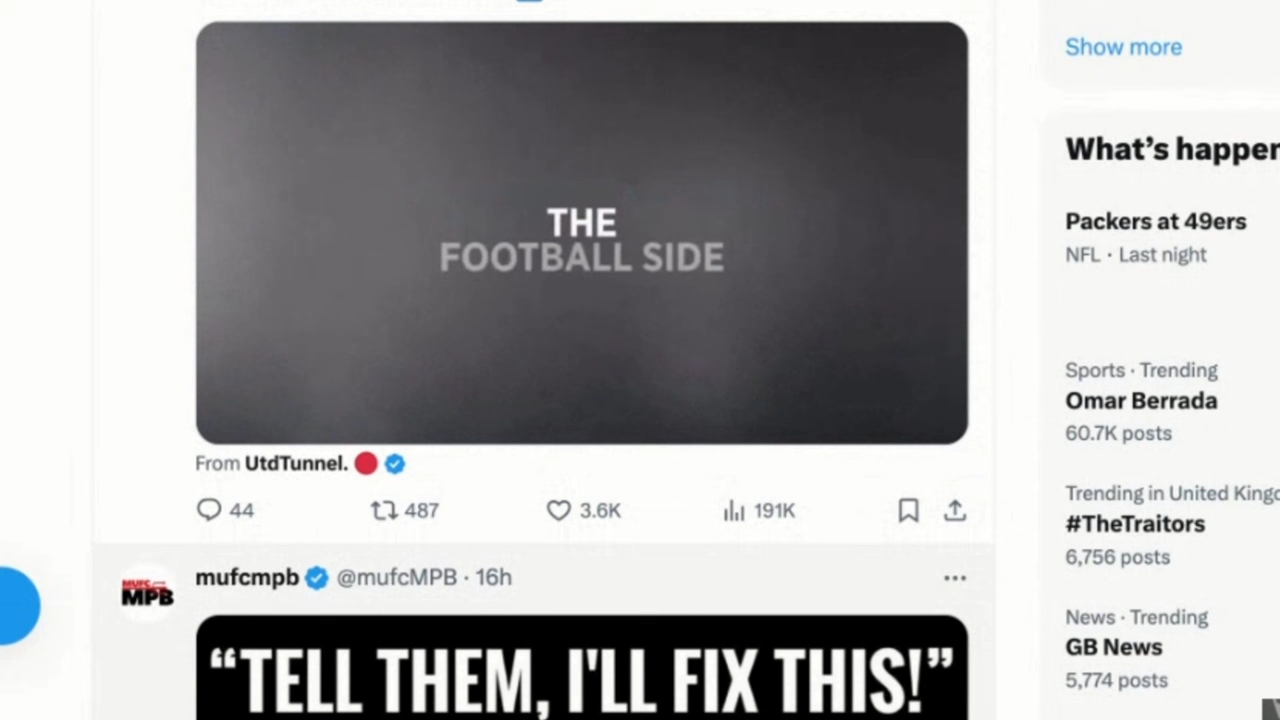 THE
FOOTBALL SIDE
From UtdTunnel.
44 487 3.6K 191K
mufcmpb @mufcMPB · 16h
MUFC
MPB
“TELL THEM, I'LL FIX THIS!”
Show more
What’s happen
Packers at 49ers
NFL · Last night
Sports · Trending
Omar Berrada
60.7K posts
Trending in United Kingd
#TheTraitors
6,756 posts
News · Trending
GB News
5,774 posts